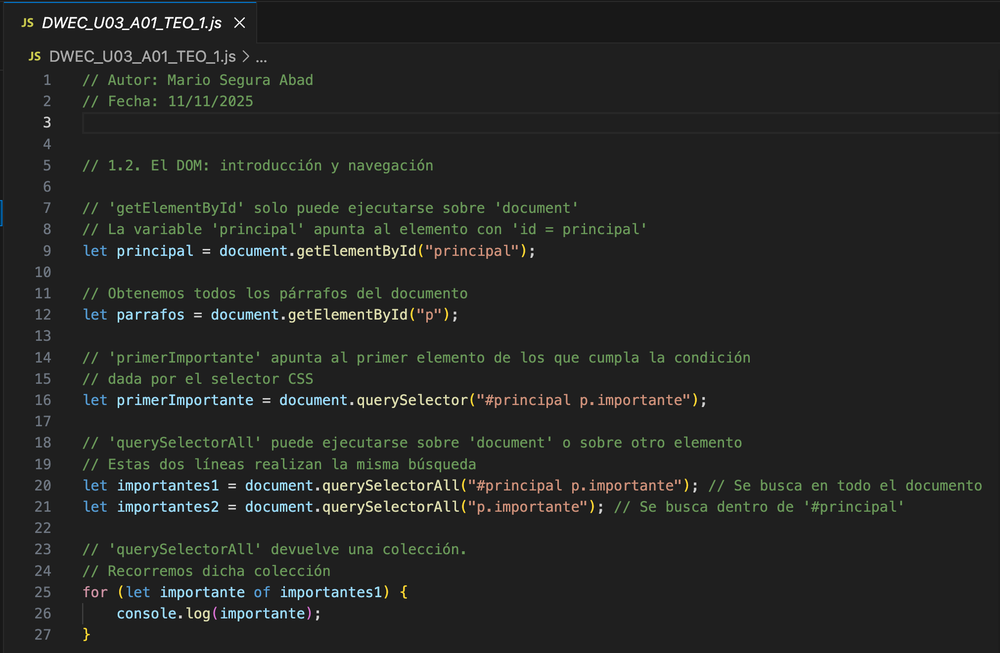 JS DWEC_U03_A01_TEO_1.js ×
JS DWEC_U03_A01_TEO_1.js > ...
1 // Autor: Mario Segura Abad
2 // Fecha: 11/11/2025
3
4
5 // 1.2. El DOM: introducción y navegación
6
7 // 'getElementById' solo puede ejecutarse sobre 'document'
8 // La variable 'principal' apunta al elemento con 'id = principal'
9 let principal = document.getElementById("principal");
10
11 // Obtenemos todos los párrafos del documento
12 let parrafos = document.getElementById("p");
13
14 // 'primerImportante' apunta al primer elemento de los que cumpla la condición
15 // dada por el selector CSS
16 let primerImportante = document.querySelector("#principal p.importante");
17
18 // 'querySelectorAll' puede ejecutarse sobre 'document' o sobre otro elemento
19 // Estas dos líneas realizan la misma búsqueda
20 let importantes1 = document.querySelectorAll("#principal p.importante"); // Se busca en todo el documento
21 let importantes2 = document.querySelectorAll("p.importante"); // Se busca dentro de '#principal'
22
23 // 'querySelectorAll' devuelve una colección.
24 // Recorremos dicha colección
25 for (let importante of importantes1) {
26     console.log(importante);
27 }